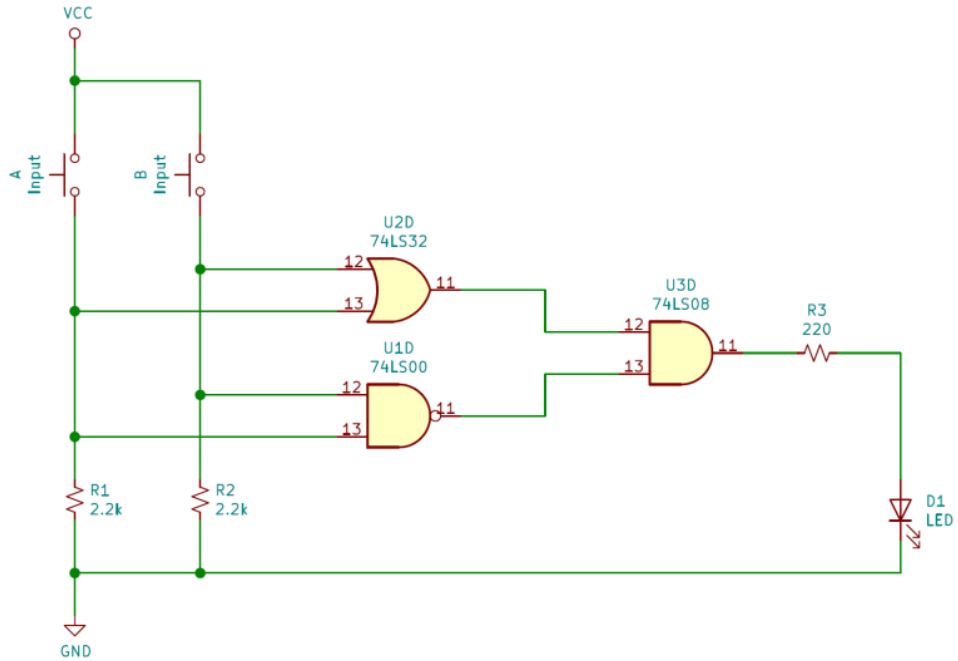 VCC
A
Input
B
Input
U2D
74LS32
12
11
13
U3D
74LS08
12
11
13
R3
220
U1D
74LS00
12
11
13
R1
2.2k
R2
2.2k
D1
LED
GND